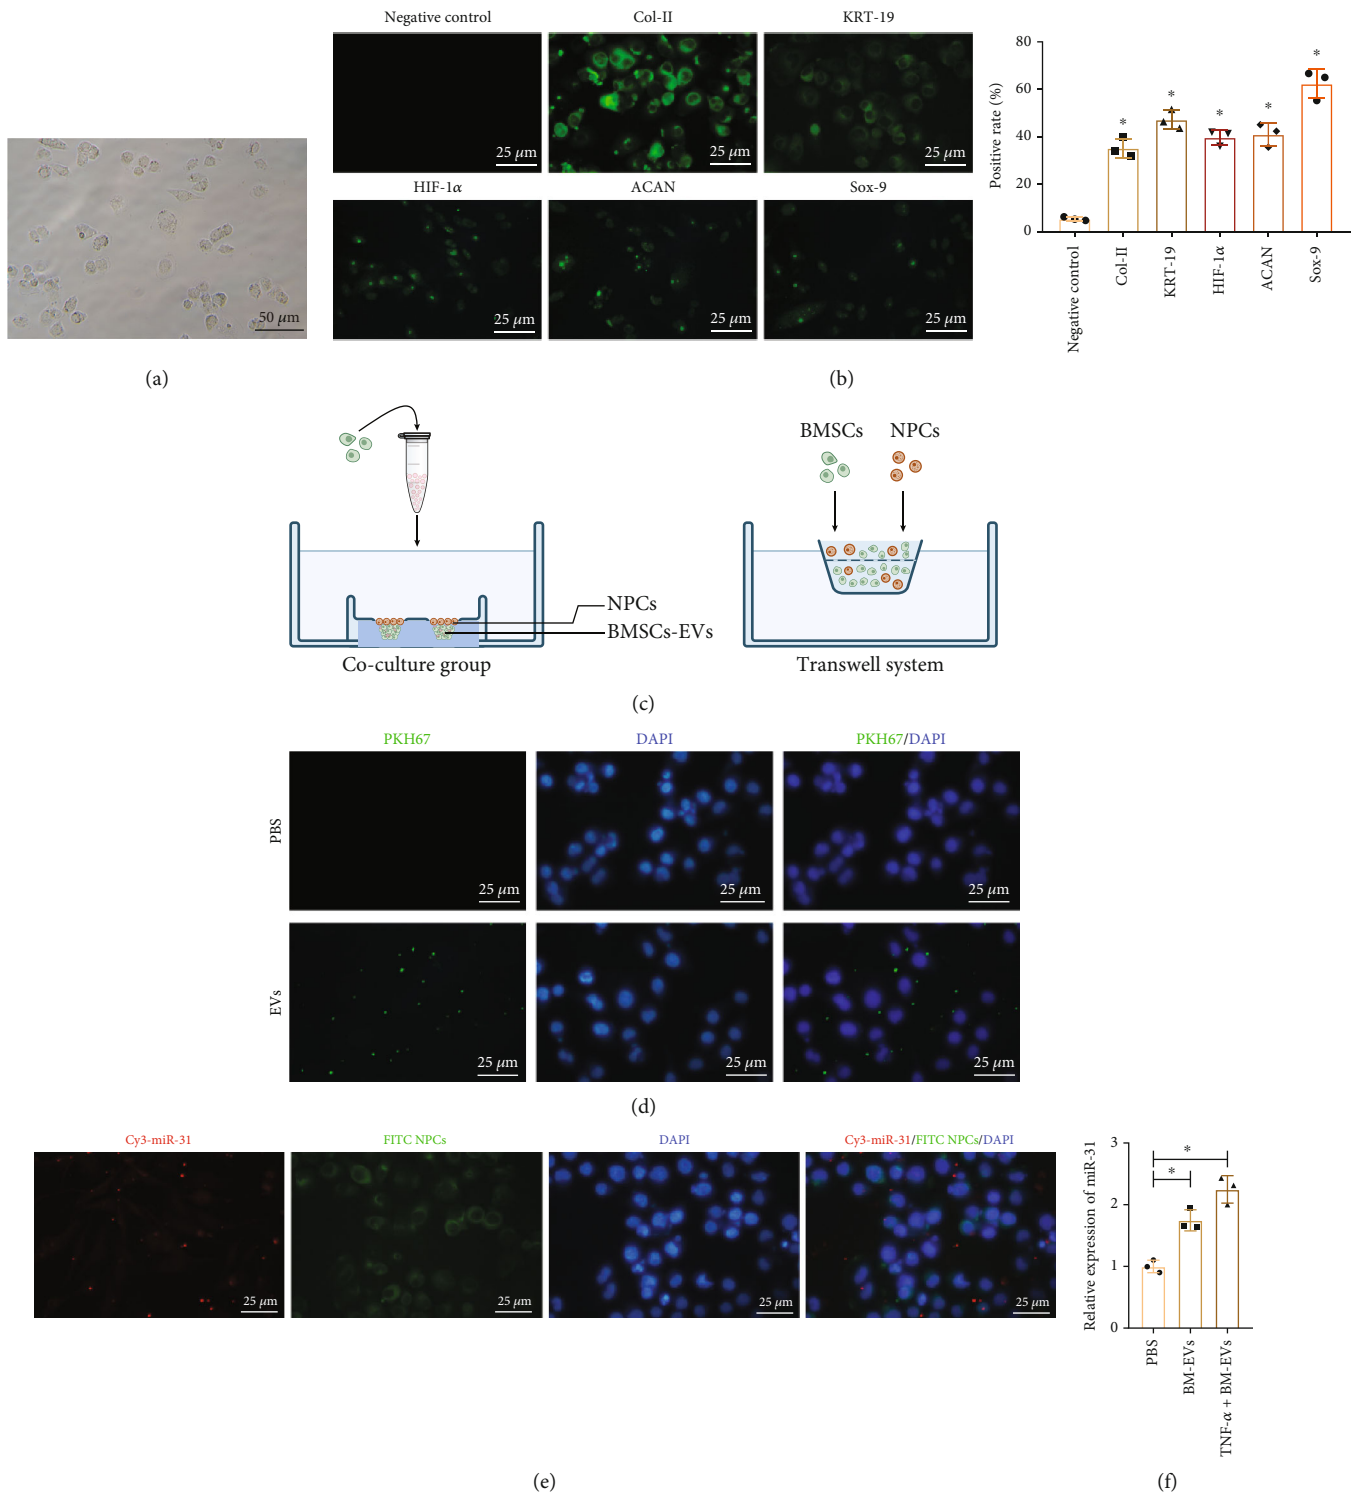 Negative control
Col-II
KRT-19
25 μm
25 μm
25 μm
HIF-1α
ACAN
Sox-9
25 μm
25 μm
25 μm
50 μm
(a)
Positive rate (%)
80
60
40
20
0
*
*
*
*
*
Negative control
Col-II
KRT-19
HIF-1α
ACAN
Sox-9
(b)
BMSCs
NPCs
NPCs
BMSCs-EVs
Co-culture group
Transwell system
(c)
PKH67
DAPI
PKH67/DAPI
PBS
25 μm
25 μm
25 μm
EVs
25 μm
25 μm
25 μm
(d)
Cy3-miR-31
FITC NPCs
DAPI
Cy3-miR-31/FITC NPCs/DAPI
25 μm
25 μm
25 μm
25 μm
(e)
Relative expression of miR-31
3
2
1
0
*
*
PBS
BM-EVs
TNF-α + BM-EVs
(f)